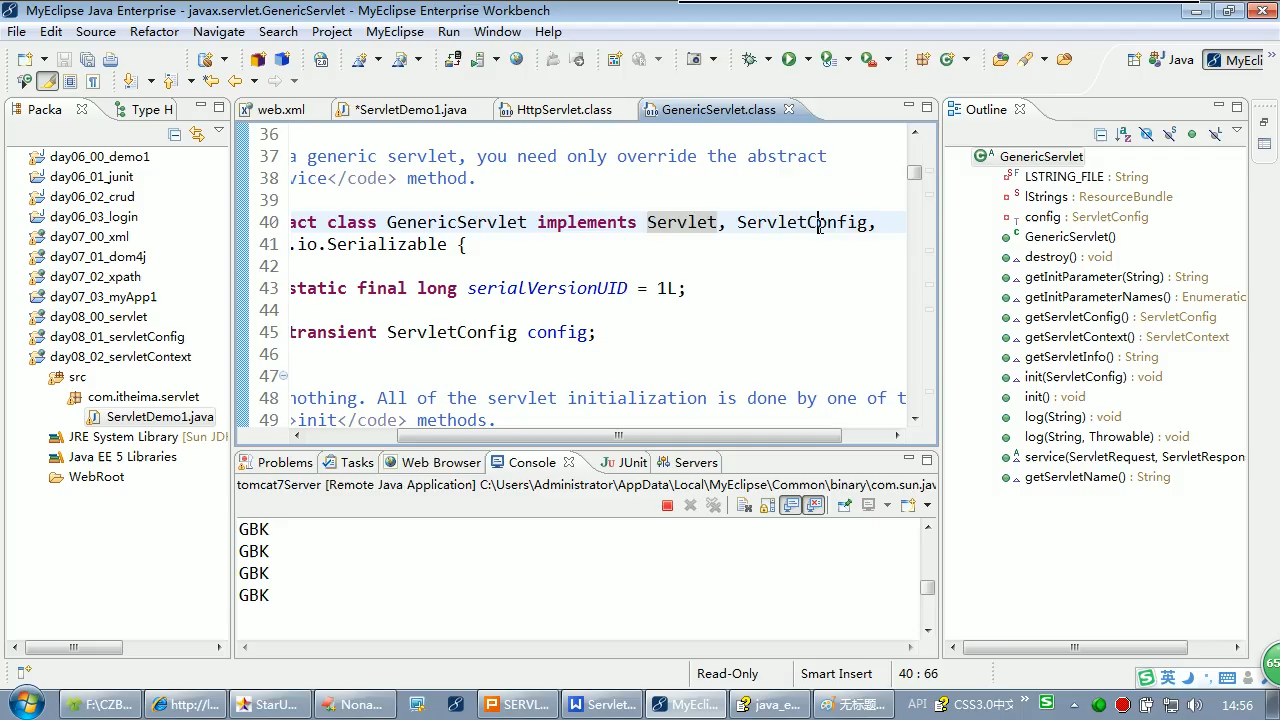 MyEclipse Java Enterprise - javax.servlet.GenericServlet - MyEclipse Enterprise Workbench
File Edit Source Refactor Navigate Search Project MyEclipse Run Window Help
Java MyEcli »
Packa Type H
web.xml *ServletDemo1.java HttpServlet.class GenericServlet.class
Outline
day06_00_demo1
day06_01_junit
day06_02_crud
day06_03_login
day07_00_xml
day07_01_dom4j
day07_02_xpath
day07_03_myApp1
day08_00_servlet
day08_01_servletConfig
day08_02_servletContext
src
com.itheima.servlet
ServletDemo1.java
JRE System Library [Sun JDK
Java EE 5 Libraries
WebRoot
36
37 a generic servlet, you need only override the abstract
38 vice</code> method.
39
40 act class GenericServlet implements Servlet, ServletConfig,
41 .io.Serializable {
42
43 static final long serialVersionUID = 1L;
44
45 transient ServletConfig config;
46
47
48 nothing. All of the servlet initialization is done by one of t
49 >init</code> methods.
GenericServlet
LSTRING_FILE : String
lStrings : ResourceBundle
config : ServletConfig
GenericServlet()
destroy() : void
getInitParameter(String) : String
getInitParameterNames() : Enumeratic
getServletConfig() : ServletConfig
getServletContext() : ServletContext
getServletInfo() : String
init(ServletConfig) : void
init() : void
log(String) : void
log(String, Throwable) : void
service(ServletRequest, ServletRespon
getServletName() : String
Problems Tasks Web Browser Console JUnit Servers
tomcat7Server [Remote Java Application] C:\Users\Administrator\AppData\Local\MyEclipse\Common\binary\com.sun.jav
GBK
GBK
GBK
GBK
Read-Only Smart Insert 40 : 66
英
65
F:\CZB... http://l... StarU... Nona... SERVL... Servlet... MyEcli... java_e... 无标题... API CSS3.0中文 » 14:56